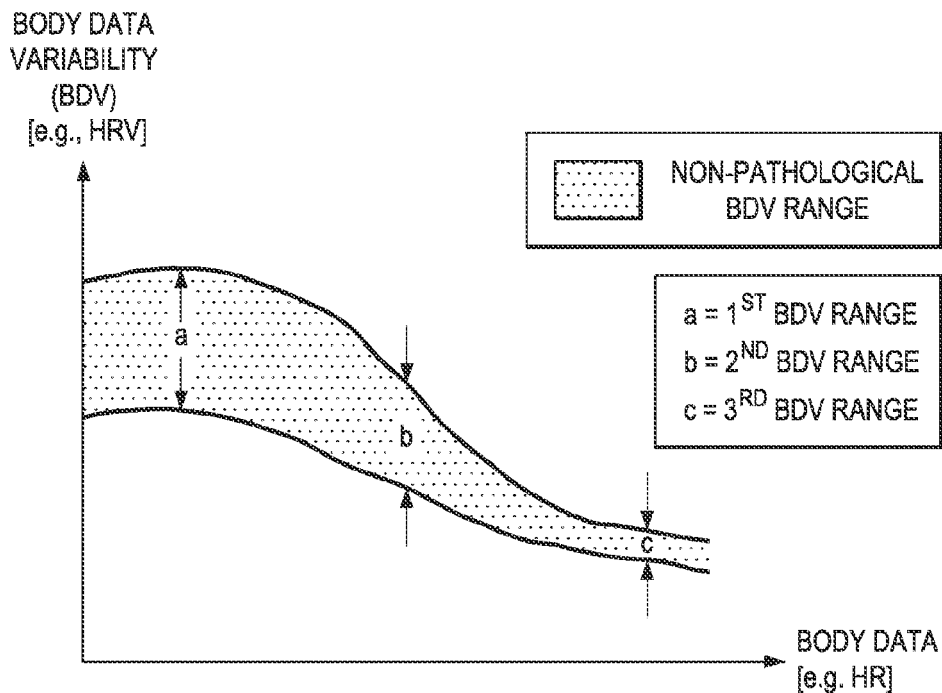 BODY DATA
VARIABILITY
(BDV)
[e.g., HRV]
NON-PATHOLOGICAL
BDV RANGE
a = 1ST BDV RANGE
b = 2ND BDV RANGE
c = 3RD BDV RANGE
a
b
c
BODY DATA
[e.g. HR]